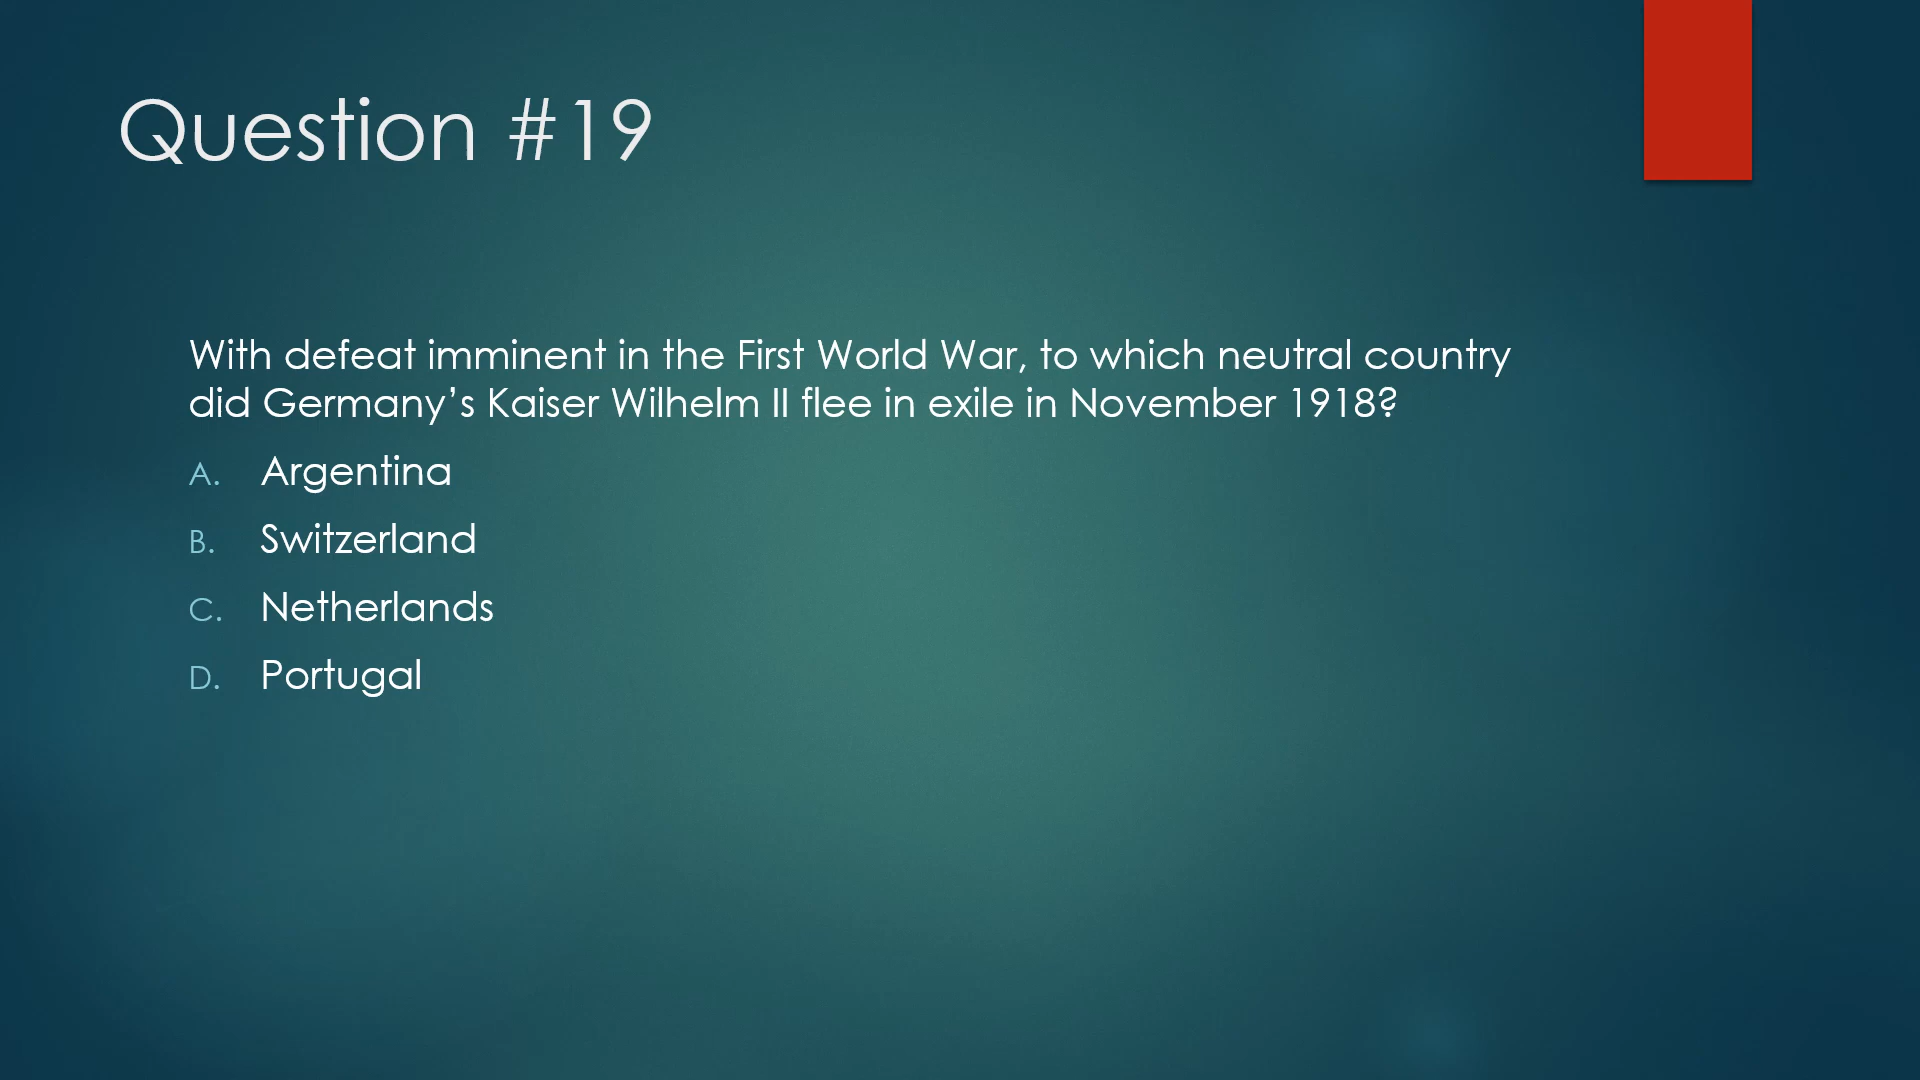 Question #19
With defeat imminent in the First World War, to which neutral country
did Germany’s Kaiser Wilhelm II flee in exile in November 1918?
A. Argentina
B. Switzerland
C. Netherlands
D. Portugal